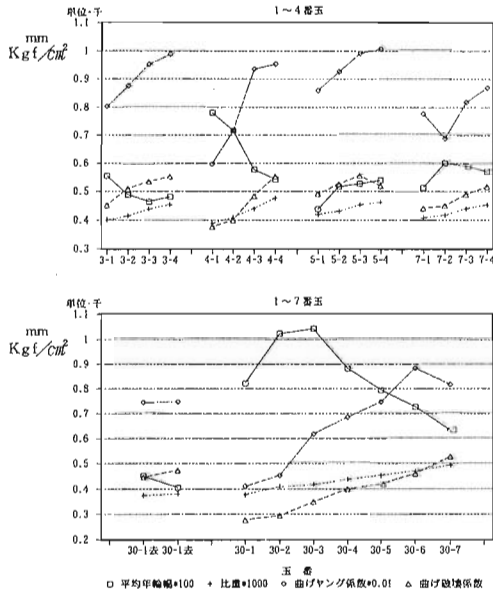 単位・千
1～4番玉
mm
Kgf/cm²
1.1
1
0.9
0.8
0.7
0.6
0.5
0.4
0.3
3-1 3-2 3-3 3-4 4-1 4-2 4-3 4-4 5-1 5-2 5-3 5-4 7-1 7-2 7-3 7-4
単位・千
1～7番玉
mm
Kgf/cm²
1.1
1
0.9
0.8
0.7
0.6
0.5
0.4
0.3
0.2
30-1去 30-1去 30-1 30-2 30-3 30-4 30-5 30-6 30-7
玉 番
□ 平均年輪幅*100 + 比重*1000 ◇ 曲げヤング係数*0.01 △ 曲げ破壊係数